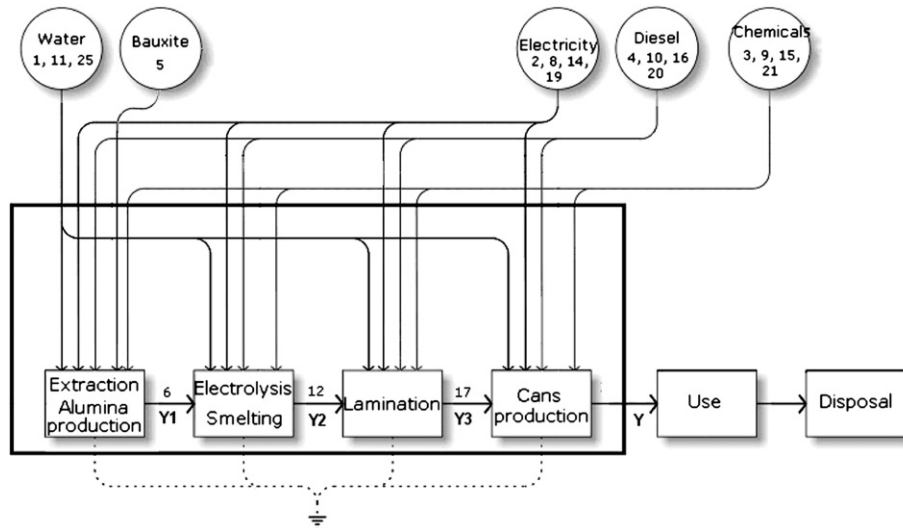 Water
1, 11, 25
Bauxite
5
Electricity
2, 8, 14,
19
Diesel
4, 10, 16
20
Chemicals
3, 9, 15,
21
Extraction
Alumina
production
6
Y1
Electrolysis
Smelting
12
Y2
Lamination
17
Y3
Cans
production
Y
Use
Disposal